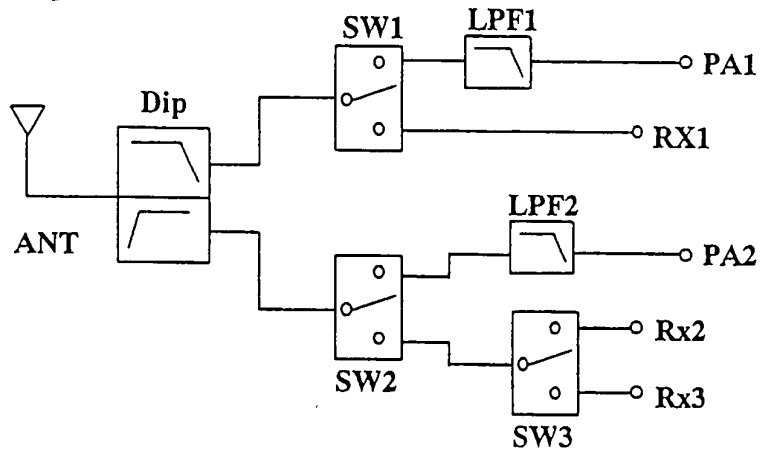 SW1
LPF1
PA1
Dip
RX1
ANT
LPF2
PA2
SW2
Rx2
Rx3
SW3